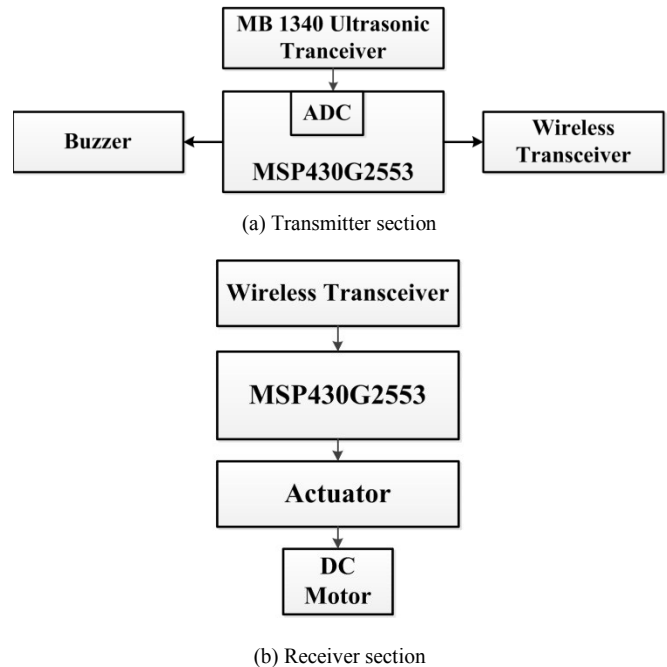 MB 1340 Ultrasonic
Tranceiver
ADC
MSP430G2553
Buzzer
Wireless
Transceiver
(a) Transmitter section
Wireless Transceiver
MSP430G2553
Actuator
DC
Motor
(b) Receiver section